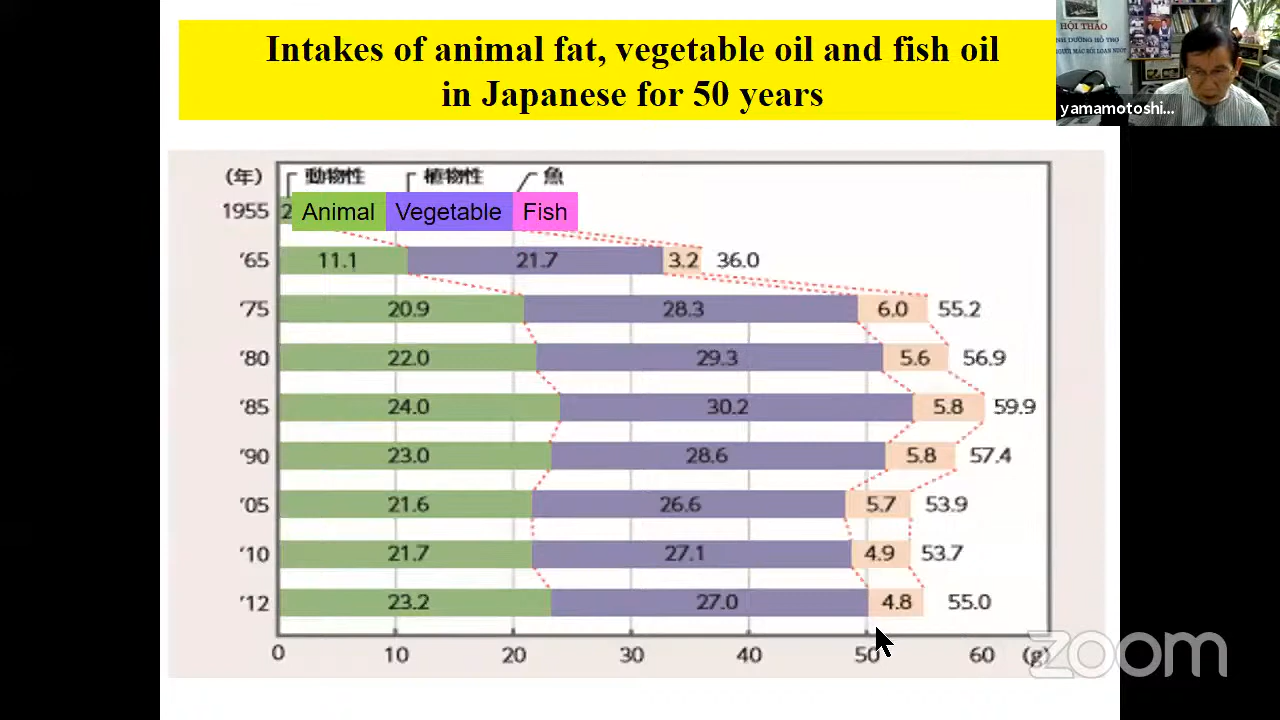 Intakes of animal fat, vegetable oil and fish oil
in Japanese for 50 years
HỘI THẢO
yamamotoshi...
(年) 動物性 植物性 魚
1955 2 Animal Vegetable Fish
'65 11.1 21.7 3.2 36.0
'75 20.9 28.3 6.0 55.2
'80 22.0 29.3 5.6 56.9
'85 24.0 30.2 5.8 59.9
'90 23.0 28.6 5.8 57.4
'05 21.6 26.6 5.7 53.9
'10 21.7 27.1 4.9 53.7
'12 23.2 27.0 4.8 55.0
0 10 20 30 40 50 60 (g)
zoom